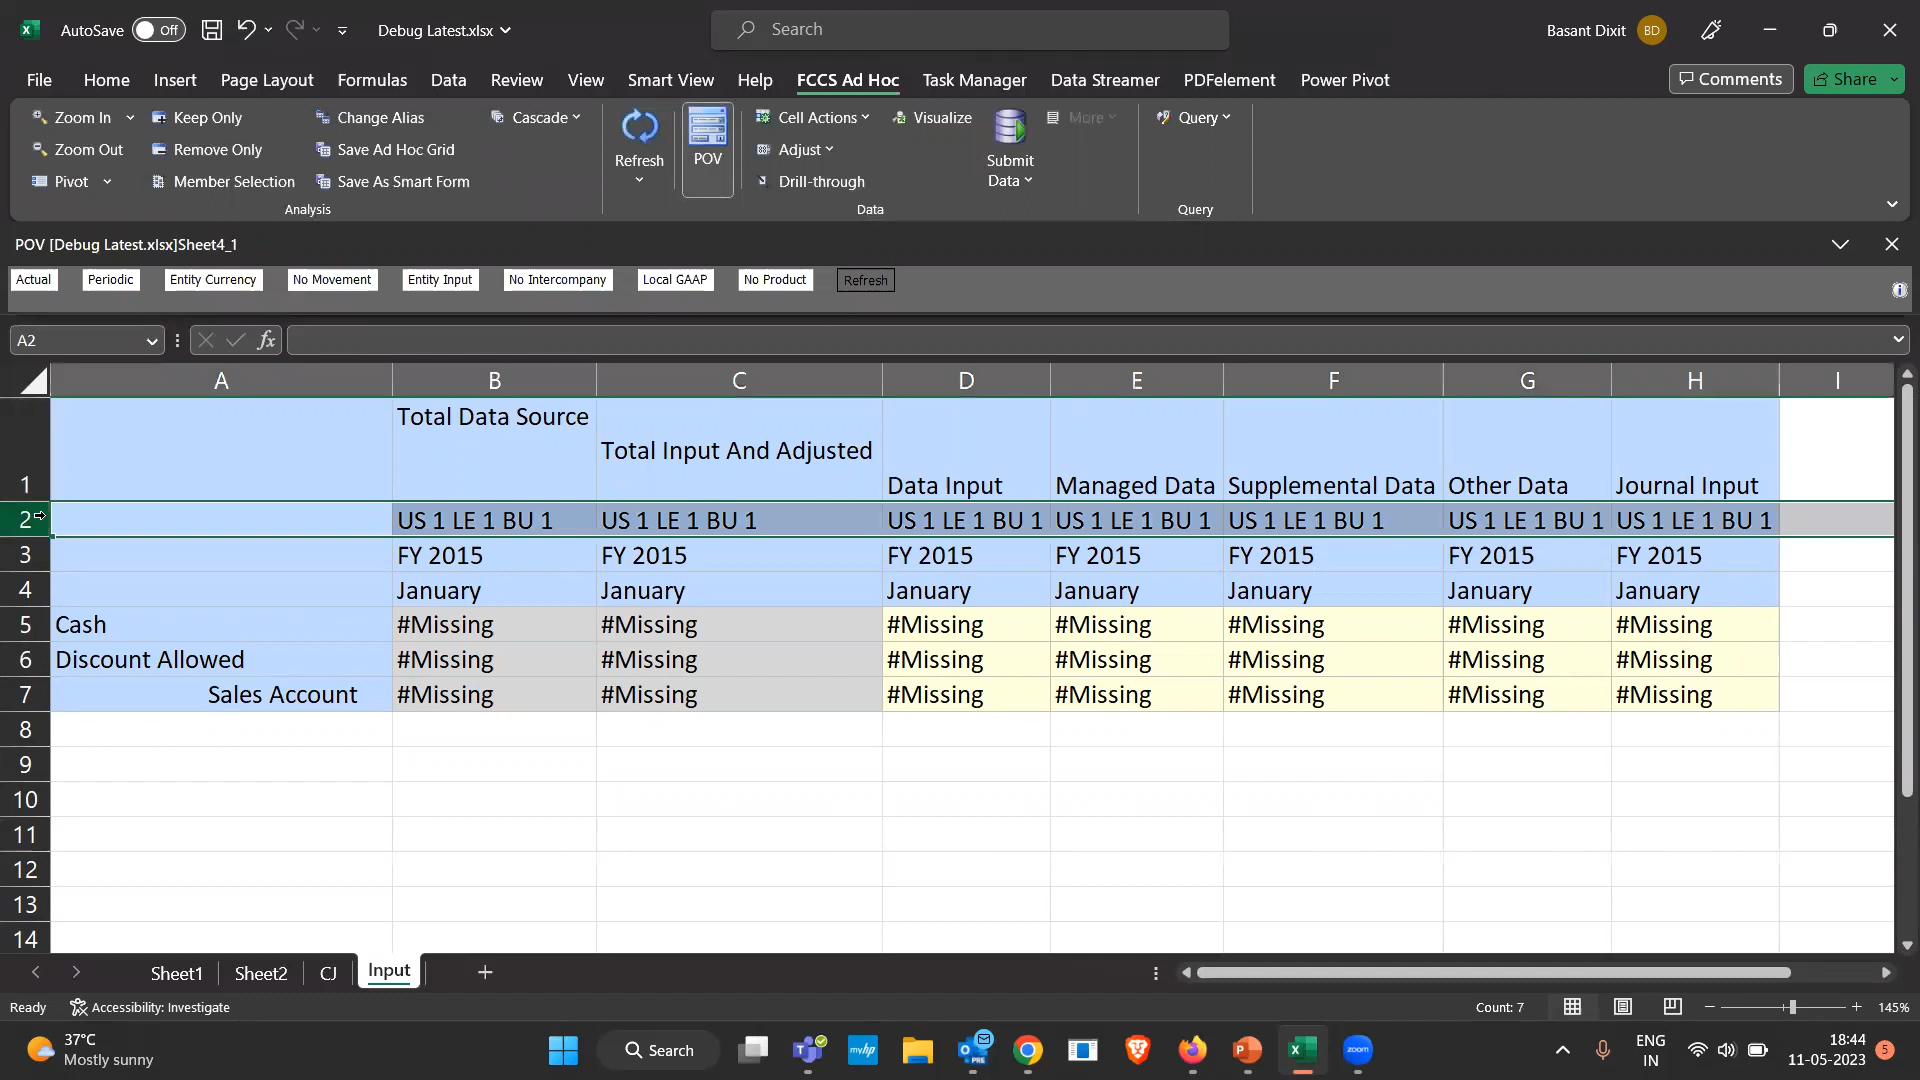 AutoSave Off Debug Latest.xlsx Search Basant Dixit BD
File Home Insert Page Layout Formulas Data Review View Smart View Help FCCS Ad Hoc Task Manager Data Streamer PDFelement Power Pivot Comments Share
Zoom In Keep Only Change Alias Cascade Cell Actions Visualize More Query
Zoom Out Remove Only Save Ad Hoc Grid Refresh POV Adjust Submit Data
Pivot Member Selection Save As Smart Form Drill-through
Analysis Data Query
POV [Debug Latest.xlsx]Sheet4_1
Actual Periodic Entity Currency No Movement Entity Input No Intercompany Local GAAP No Product Refresh
A2 fx
A B C D E F G H I
1 Total Data Source Total Input And Adjusted Data Input Managed Data Supplemental Data Other Data Journal Input
2 US 1 LE 1 BU 1 US 1 LE 1 BU 1 US 1 LE 1 BU 1 US 1 LE 1 BU 1 US 1 LE 1 BU 1 US 1 LE 1 BU 1 US 1 LE 1 BU 1
3 FY 2015 FY 2015 FY 2015 FY 2015 FY 2015 FY 2015 FY 2015
4 January January January January January January January
5 Cash #Missing #Missing #Missing #Missing #Missing #Missing #Missing
6 Discount Allowed #Missing #Missing #Missing #Missing #Missing #Missing #Missing
7 Sales Account #Missing #Missing #Missing #Missing #Missing #Missing #Missing
8
9
10
11
12
13
14
Sheet1 Sheet2 CJ Input
Ready Accessibility: Investigate Count: 7 145%
37°C
Mostly sunny
Search
myhp
PRE
zoom
ENG
IN
18:44
11-05-2023
5